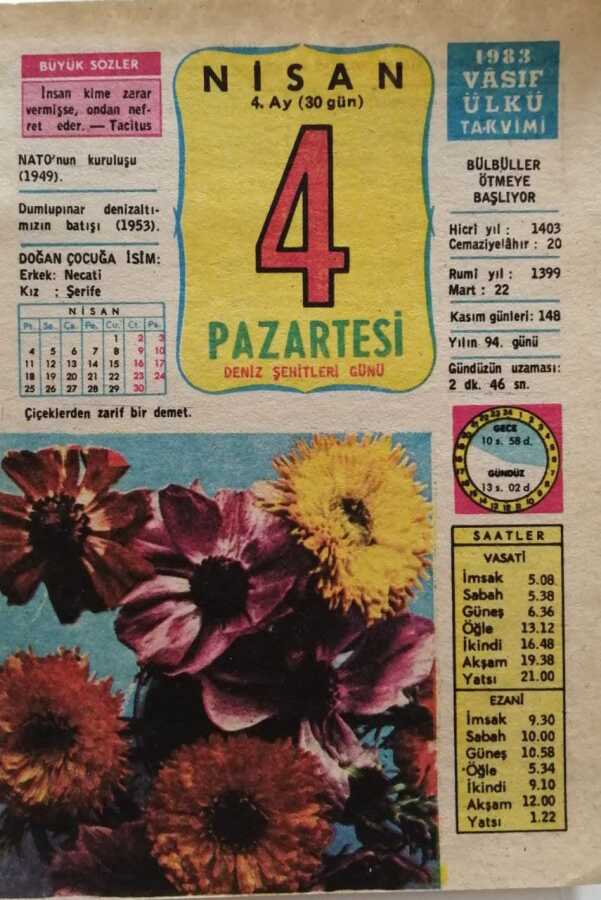 BÜYÜK SÖZLER
İnsan kime zarar
vermişse, ondan nef-
ret eder. — Tacitus
NATO'nun kuruluşu
(1949).
Dumlupınar denizaltı-
mızın batışı (1953).
DOĞAN ÇOCUĞA İSİM:
Erkek: Necati
Kız : Şerife
NİSAN
Pt. Sa. Ça. Pe. Cu. Ct. Pa.
1 2 3
4 5 6 7 8 9 10
11 12 13 14 15 16 17
18 19 20 21 22 23 24
25 26 27 28 29 30
NİSAN
4. Ay (30 gün)
4
PAZARTESİ
DENİZ ŞEHİTLERİ GÜNÜ
1983
VÂSIF
ÜLKÜ
TAKVİMİ
BÜLBÜLLER
ÖTMEYE
BAŞLIYOR
Hicrî yıl : 1403
Cemaziyelâhır : 20
Rumî yıl : 1399
Mart : 22
Kasım günleri: 148
Yılın 94. günü
Gündüzün uzaması:
2 dk. 46 sn.
Çiçeklerden zarif bir demet.
GECE
10 s. 58 d.
GÜNDÜZ
13 s. 02 d
SAATLER
VASATİ
İmsak 5.08
Sabah 5.38
Güneş 6.36
Öğle 13.12
İkindi 16.48
Akşam 19.38
Yatsı 21.00
EZANİ
İmsak 9.30
Sabah 10.00
Güneş 10.58
Öğle 5.34
İkindi 9.10
Akşam 12.00
Yatsı 1.22